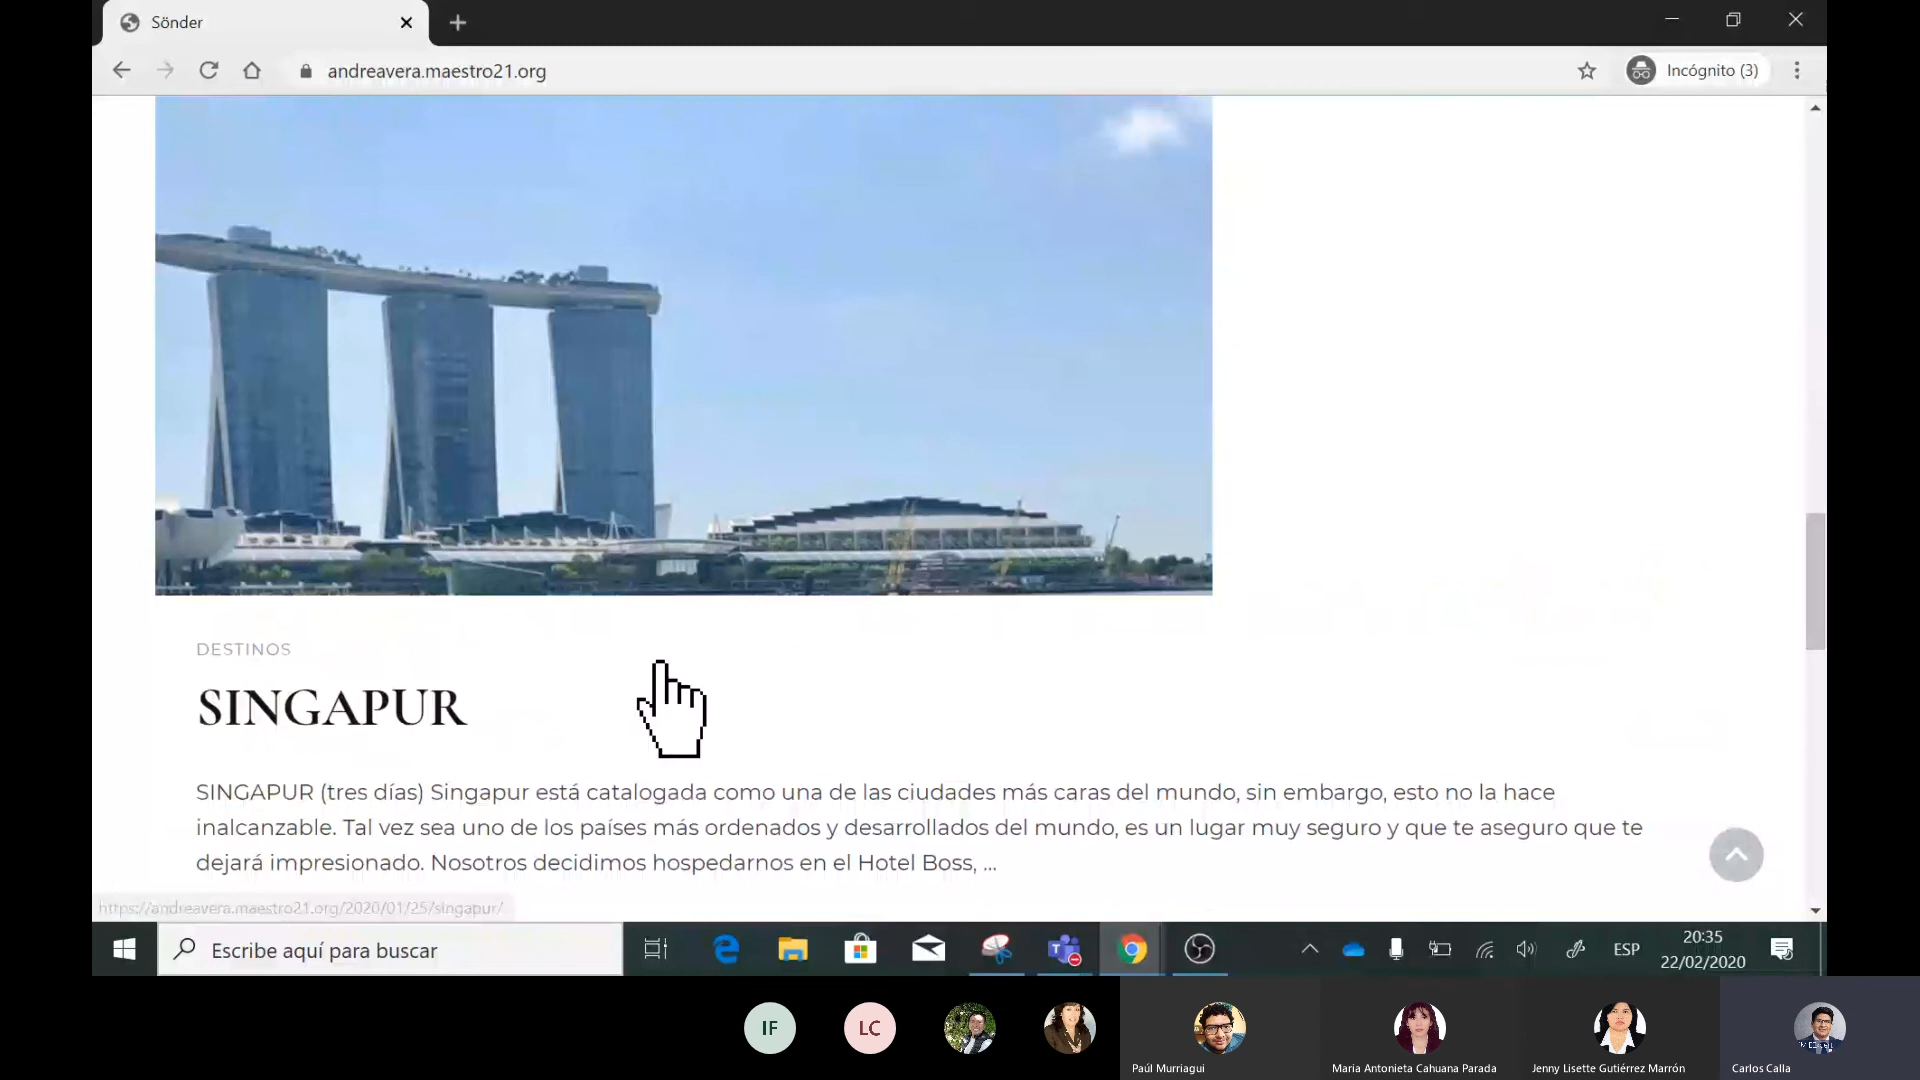 Sönder
andreavera.maestro21.org
Incógnito (3)
DESTINOS
SINGAPUR
SINGAPUR (tres días) Singapur está catalogada como una de las ciudades más caras del mundo, sin embargo, esto no la hace
inalcanzable. Tal vez sea uno de los países más ordenados y desarrollados del mundo, es un lugar muy seguro y que te aseguro que te
dejará impresionado. Nosotros decidimos hospedarnos en el Hotel Boss, ...
https://andreavera.maestro21.org/2020/01/25/singapur/
Escribe aquí para buscar
ESP
20:35
22/02/2020
IF
LC
Paúl Murriagui
Maria Antonieta Cahuana Parada
Jenny Lisette Gutiérrez Marrón
Carlos Calla